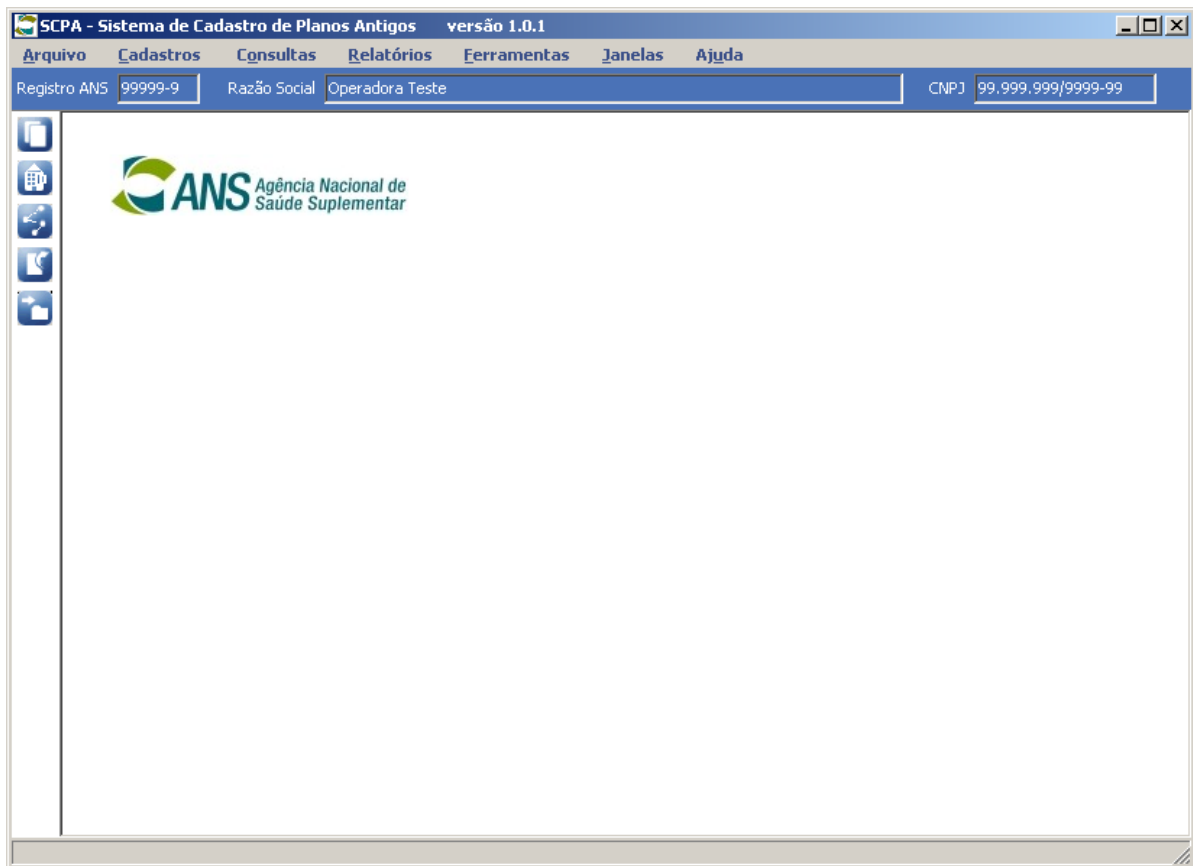 SCPA - Sistema de Cadastro de Planos Antigos versão 1.0.1
Arquivo Cadastros Consultas Relatórios Ferramentas Janelas Ajuda
Registro ANS 99999-9 Razão Social Operadora Teste CNPJ 99.999.999/9999-99
ANS Agência Nacional de
Saúde Suplementar